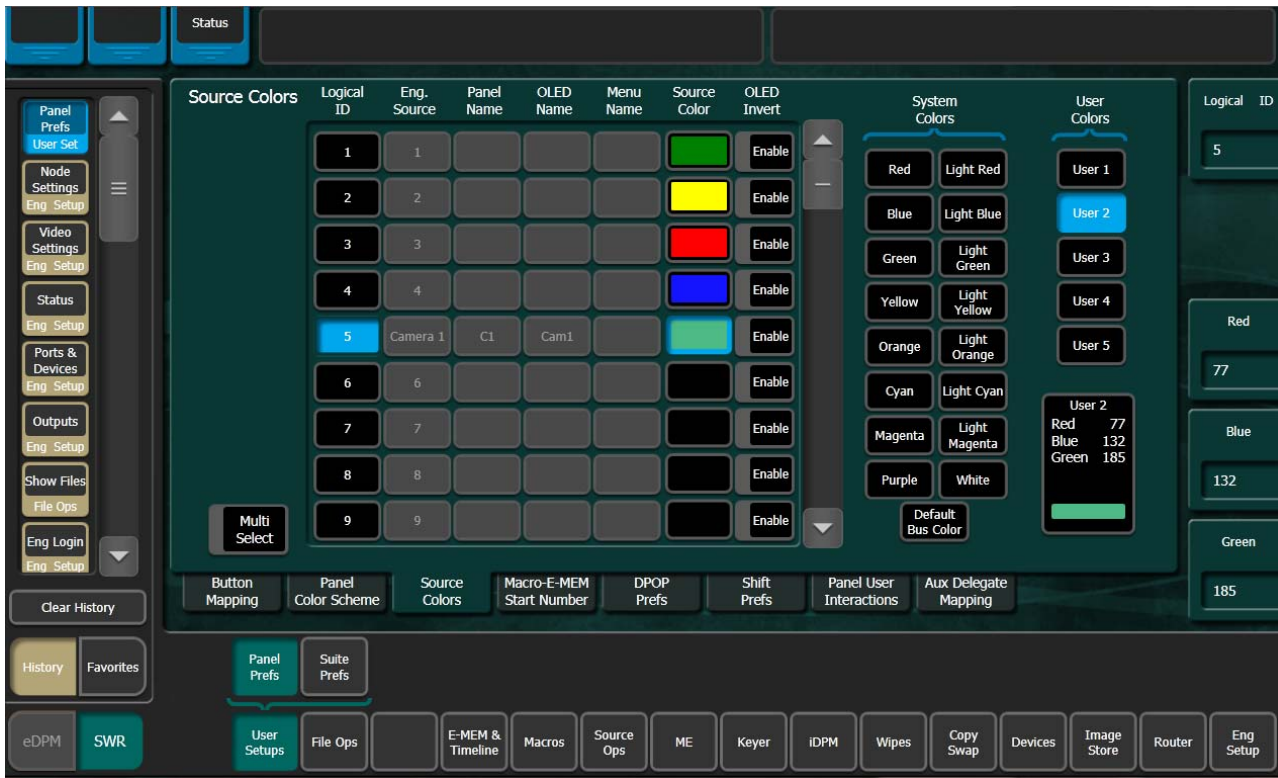 Status
Panel
Prefs
User Set
Node
Settings
Eng Setup
Video
Settings
Eng Setup
Status
Eng Setup
Ports &
Devices
Eng Setup
Outputs
Eng Setup
Show Files
File Ops
Eng Login
Eng Setup
Clear History
History Favorites
eDPM SWR
Source Colors
Logical ID Eng. Source Panel Name OLED Name Menu Name Source Color OLED Invert
1 1 Enable
2 2 Enable
3 3 Enable
4 4 Enable
5 Camera 1 C1 Cam1 Enable
6 6 Enable
7 7 Enable
8 8 Enable
9 9 Enable
Multi
Select
System
Colors
Red Light Red
Blue Light Blue
Green Light Green
Yellow Light Yellow
Orange Light Orange
Cyan Light Cyan
Magenta Light Magenta
Purple White
Default
Bus Color
User
Colors
User 1
User 2
User 3
User 4
User 5
User 2
Red 77
Blue 132
Green 185
Logical ID
5
Red
77
Blue
132
Green
185
Button Mapping Panel Color Scheme Source Colors Macro-E-MEM Start Number DPOP Prefs Shift Prefs Panel User Interactions Aux Delegate Mapping
Panel Prefs Suite Prefs
User Setups File Ops E-MEM & Timeline Macros Source Ops ME Keyer iDPM Wipes Copy Swap Devices Image Store Router Eng Setup